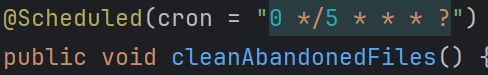 @Scheduled(cron = "0 */5 * * * ?")
public void cleanAbandonedFiles() {